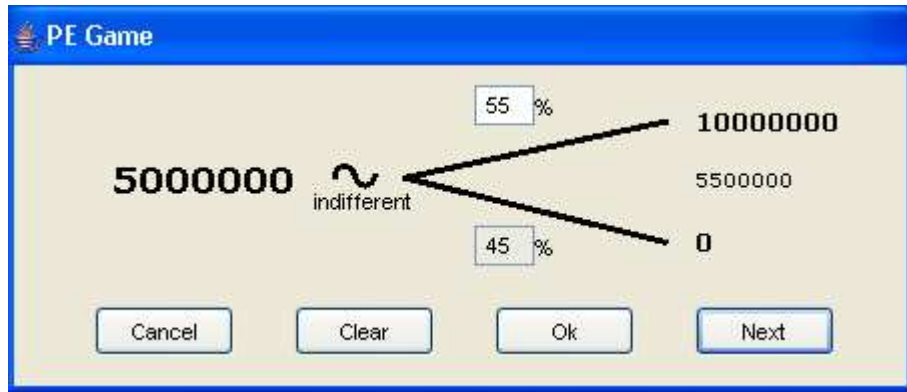 PE Game
55 %
10000000
5000000
indifferent
5500000
45 %
0
Cancel
Clear
Ok
Next